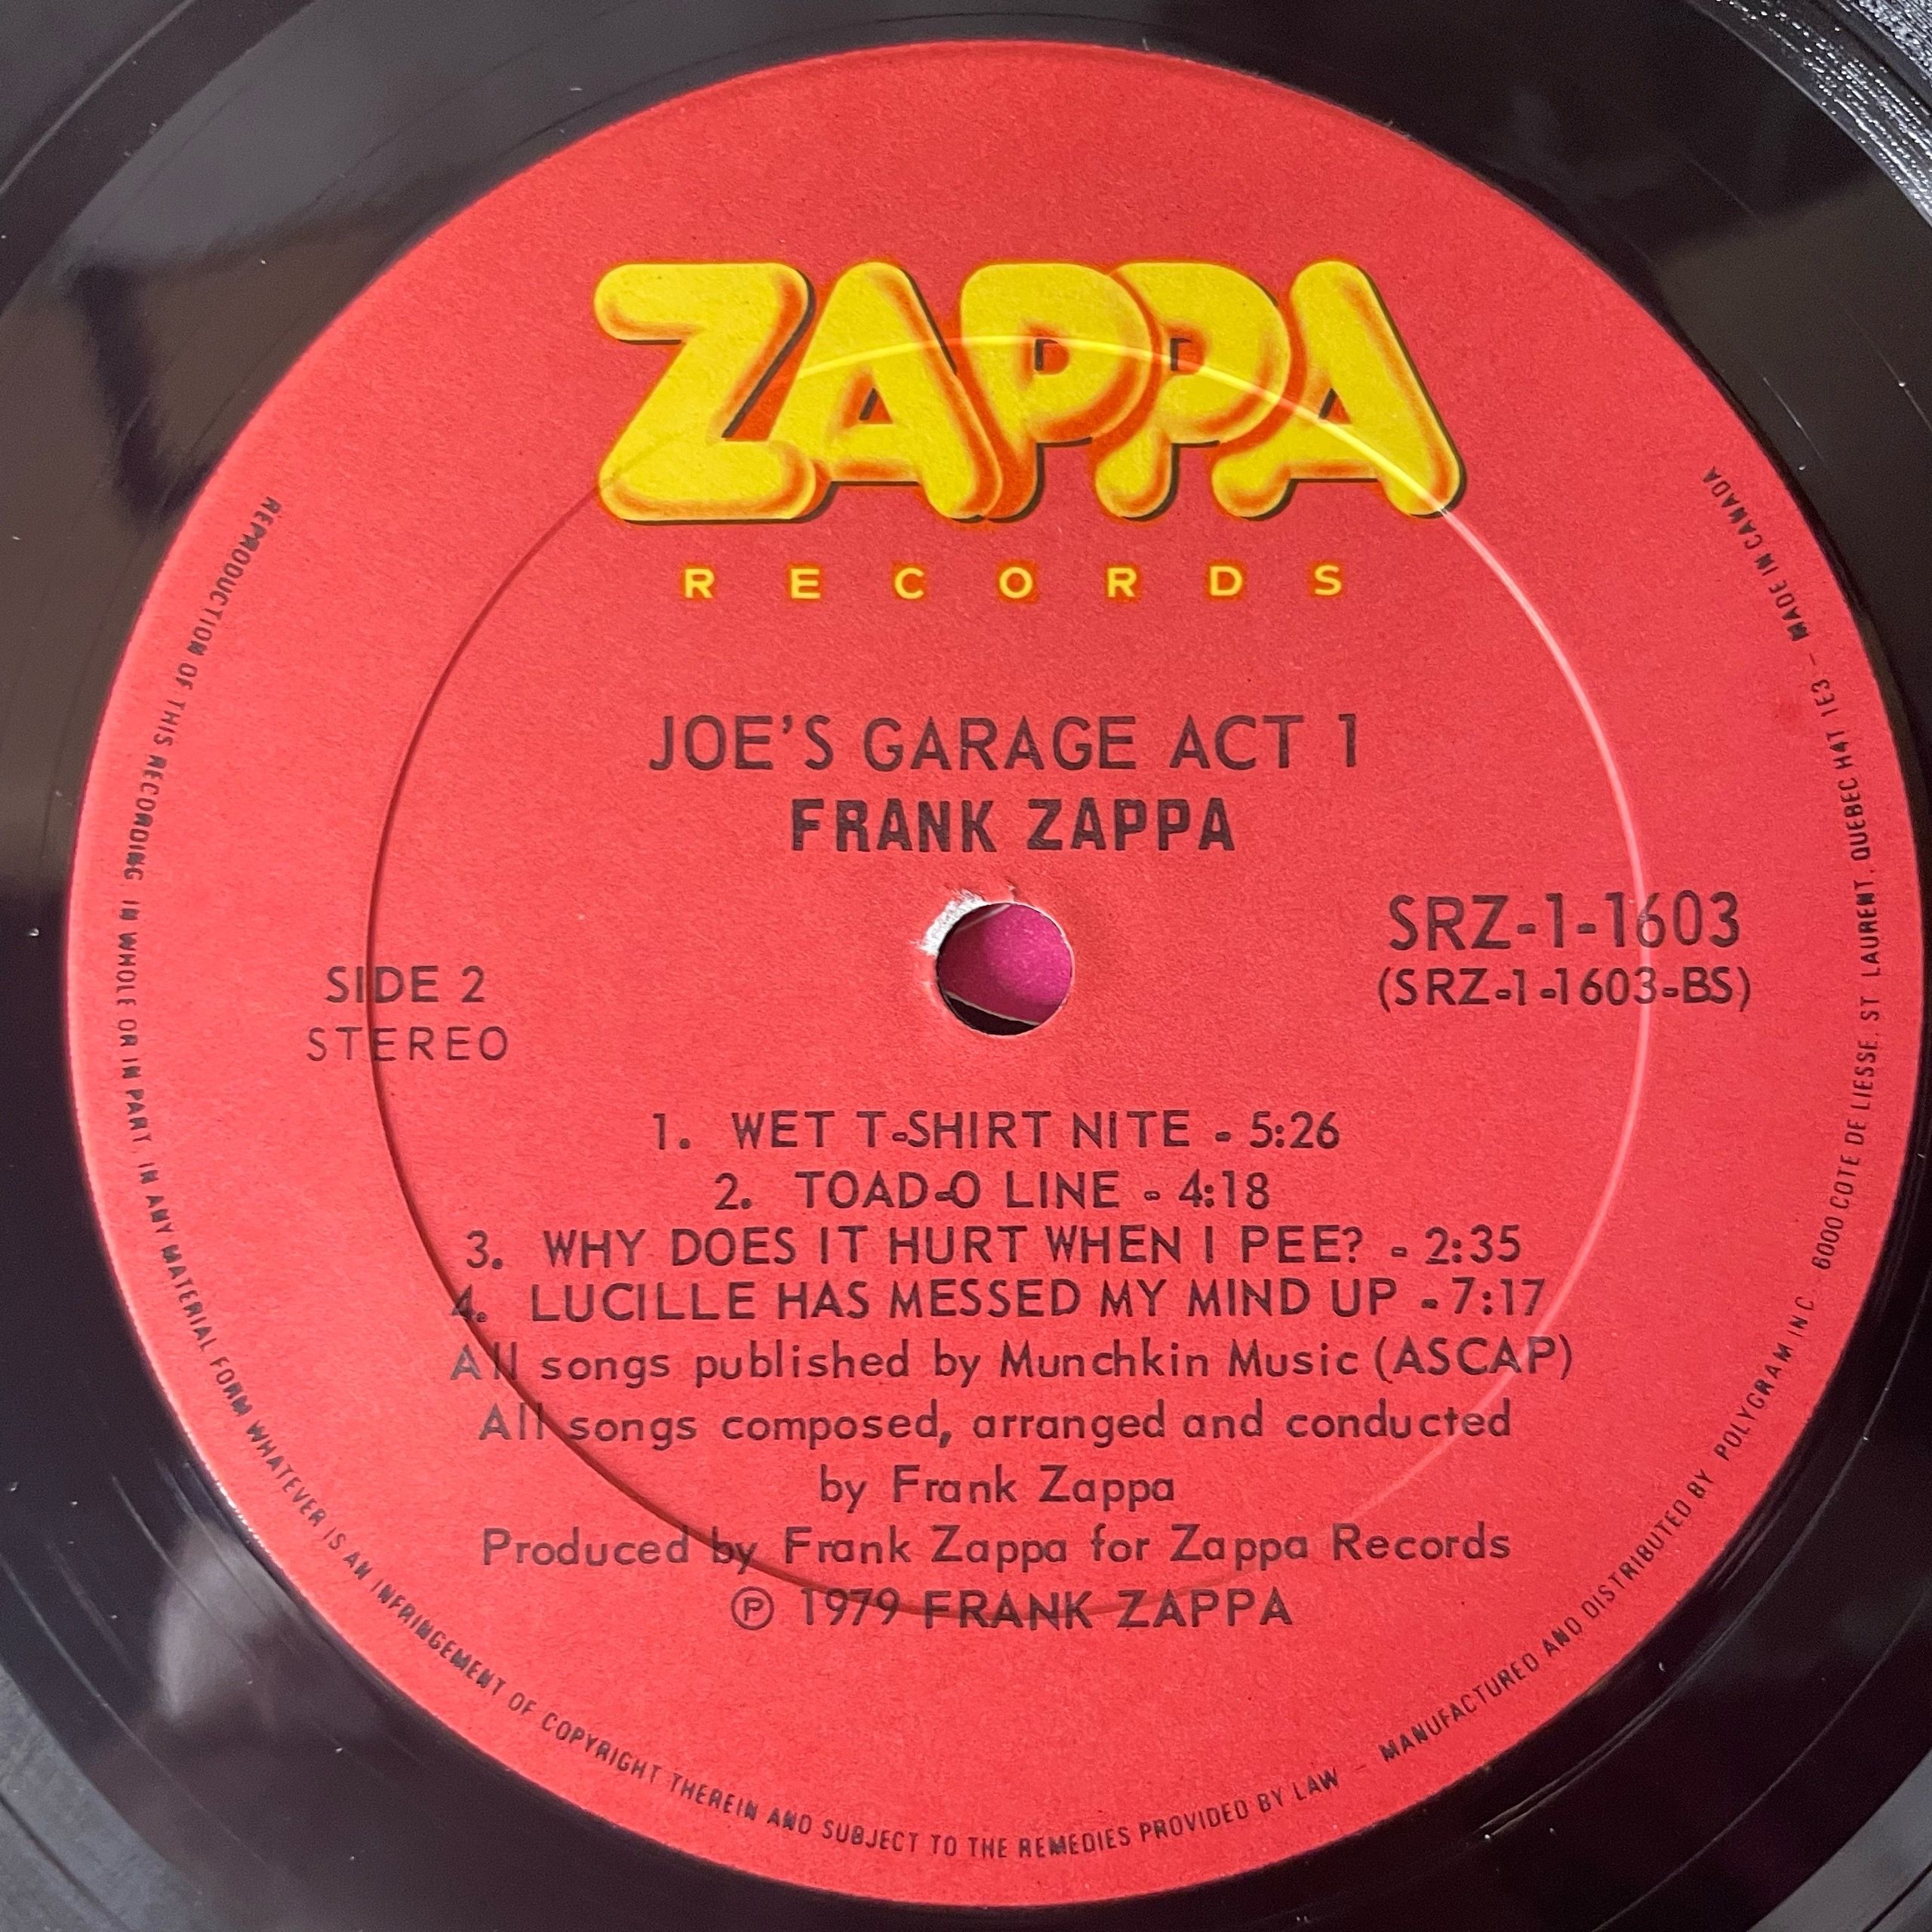 ZAPPA
RECORDS
JOE'S GARAGE ACT 1
FRANK ZAPPA
SRZ-1-1603
(SRZ-1-1603-BS)
SIDE 2
STEREO
1. WET T-SHIRT NITE - 5:26
2. TOAD-O LINE - 4:18
3. WHY DOES IT HURT WHEN I PEE? - 2:35
4. LUCILLE HAS MESSED MY MIND UP - 7:17
All songs published by Munchkin Music (ASCAP)
All songs composed, arranged and conducted
by Frank Zappa
Produced by Frank Zappa for Zappa Records
℗ 1979 FRANK ZAPPA
REPRODUCTION OF THIS RECORDING IN WHOLE OR IN PART, IN ANY MATERIAL FORM WHATEVER IS AN INFRINGEMENT OF COPYRIGHT THEREIN AND SUBJECT TO THE REMEDIES PROVIDED BY LAW – MANUFACTURED AND DISTRIBUTED BY POLYGRAM INC. 6000 COTE DE LIESSE, ST LAURENT, QUEBEC H4T 1E3 – MADE IN CANADA